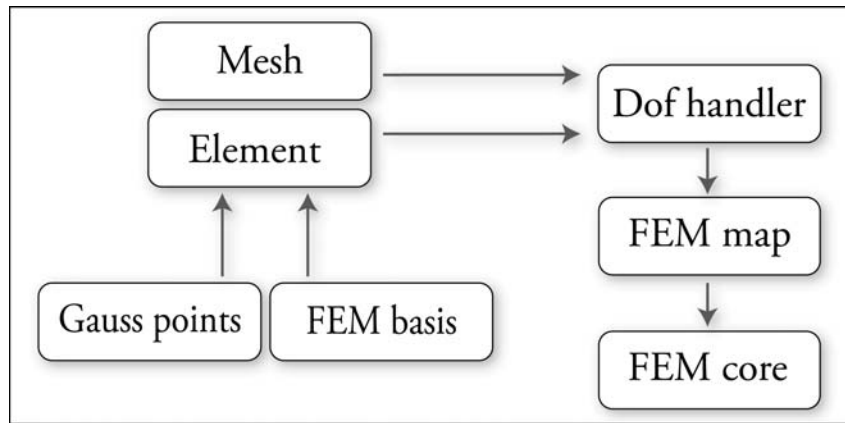 Mesh
Element
Dof handler
FEM map
FEM core
Gauss points
FEM basis